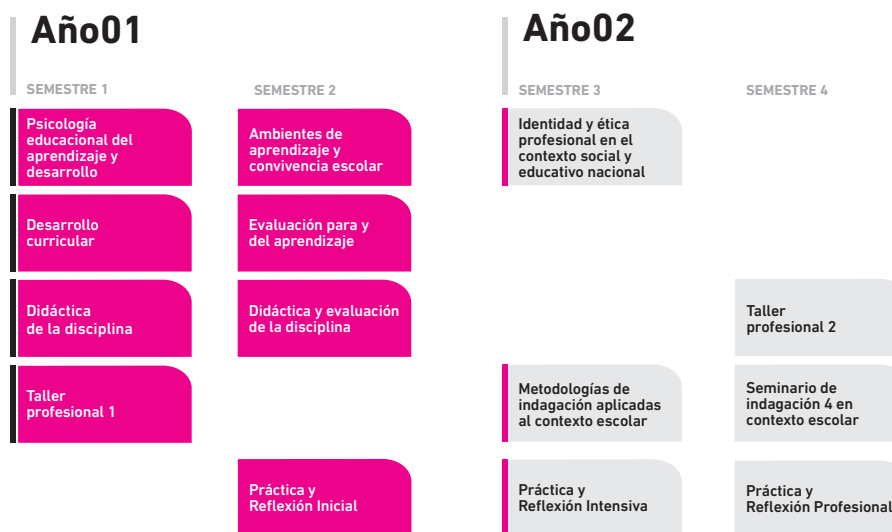 Año01
SEMESTRE 1
Psicología
educacional del
aprendizaje y
desarrollo
Desarrollo
curricular
Didáctica
de la disciplina
Taller
profesional 1
SEMESTRE 2
Ambientes de
aprendizaje y
convivencia escolar
Evaluación para y
del aprendizaje
Didáctica y evaluación
de la disciplina
Práctica y
Reflexión Inicial
Año02
SEMESTRE 3
Identidad y ética
profesional en el
contexto social y
educativo nacional
Metodologías de
indagación aplicadas
al contexto escolar
Práctica y
Reflexión Intensiva
SEMESTRE 4
Taller
profesional 2
Seminario de
indagación 4 en
contexto escolar
Práctica y
Reflexión Profesional